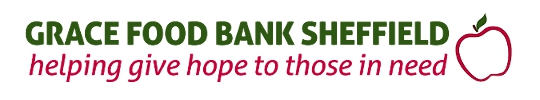 GRACE FOOD BANK SHEFFIELD
helping give hope to those in need